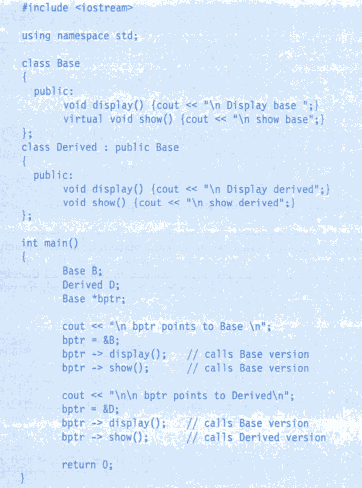 #include <iostream>
using namespace std;
class Base
{
public:
void display() {cout << "\n Display base ";}
virtual void show() {cout << "\n show base";}
};
class Derived : public Base
{
public:
void display() {cout << "\n Display derived";}
void show() {cout << "\n show derived";}
};
int main()
{
Base B;
Derived D;
Base *bptr;
cout << "\n bptr points to Base \n";
bptr = &B;
bptr -> display(); // calls Base version
bptr -> show(); // calls Base version
cout << "\n\n bptr points to Derived\n";
bptr = &D;
bptr -> display(); // calls Base version
bptr -> show(); // calls Derived version
return 0;
}